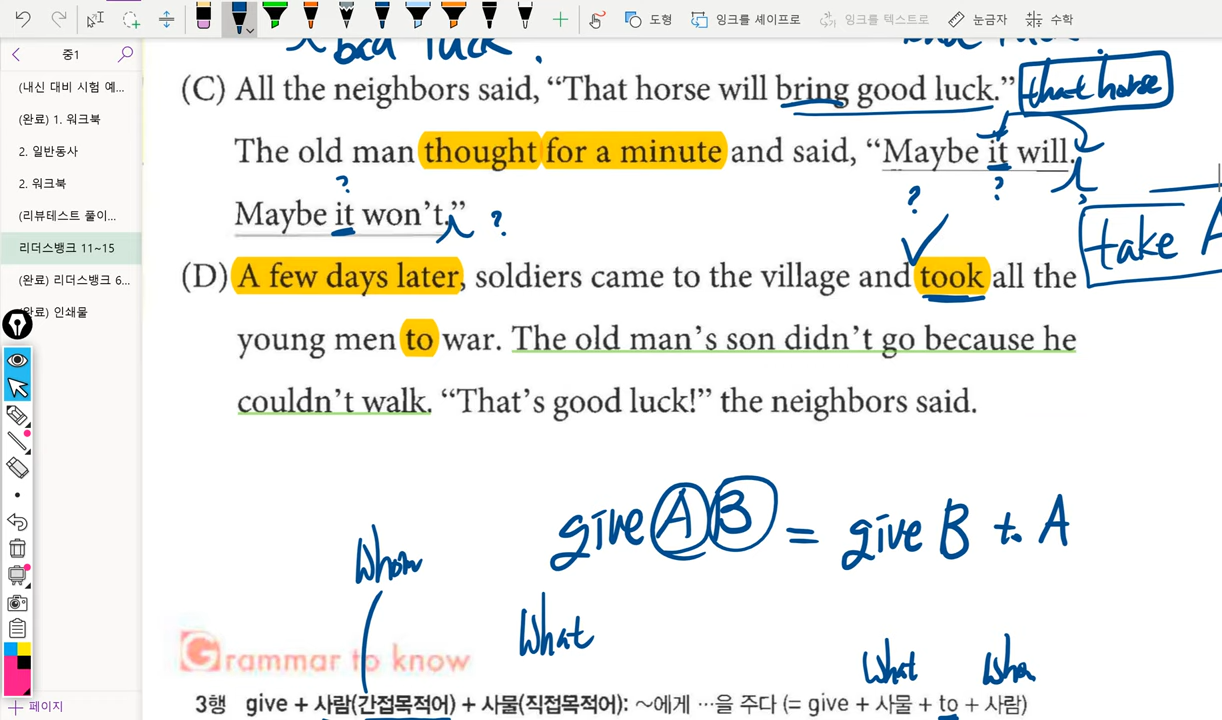 도형
잉크를 셰이프로
잉크를 텍스트로
눈금자
수학
중1
(내신 대비 시험 예...
(완료) 1. 워크북
2. 일반동사
2. 워크북
(리뷰테스트 풀이...
리더스뱅크 11~15
(완료) 리더스뱅크 6...
(완료) 인쇄물
페이지
bad luck.
(C) All the neighbors said, “That horse will bring good luck.” that horse
The old man thought for a minute and said, “Maybe it will.
? ? ?
Maybe it won’t.” ?
take A
(D) A few days later, soldiers came to the village and took all the
young men to war. The old man’s son didn’t go because he
couldn’t walk. “That’s good luck!” the neighbors said.
give A B = give B to A
Whom
What
What Whom
Grammar to know
3행 give + 사람(간접목적어) + 사물(직접목적어): ~에게 …을 주다 (= give + 사물 + to + 사람)